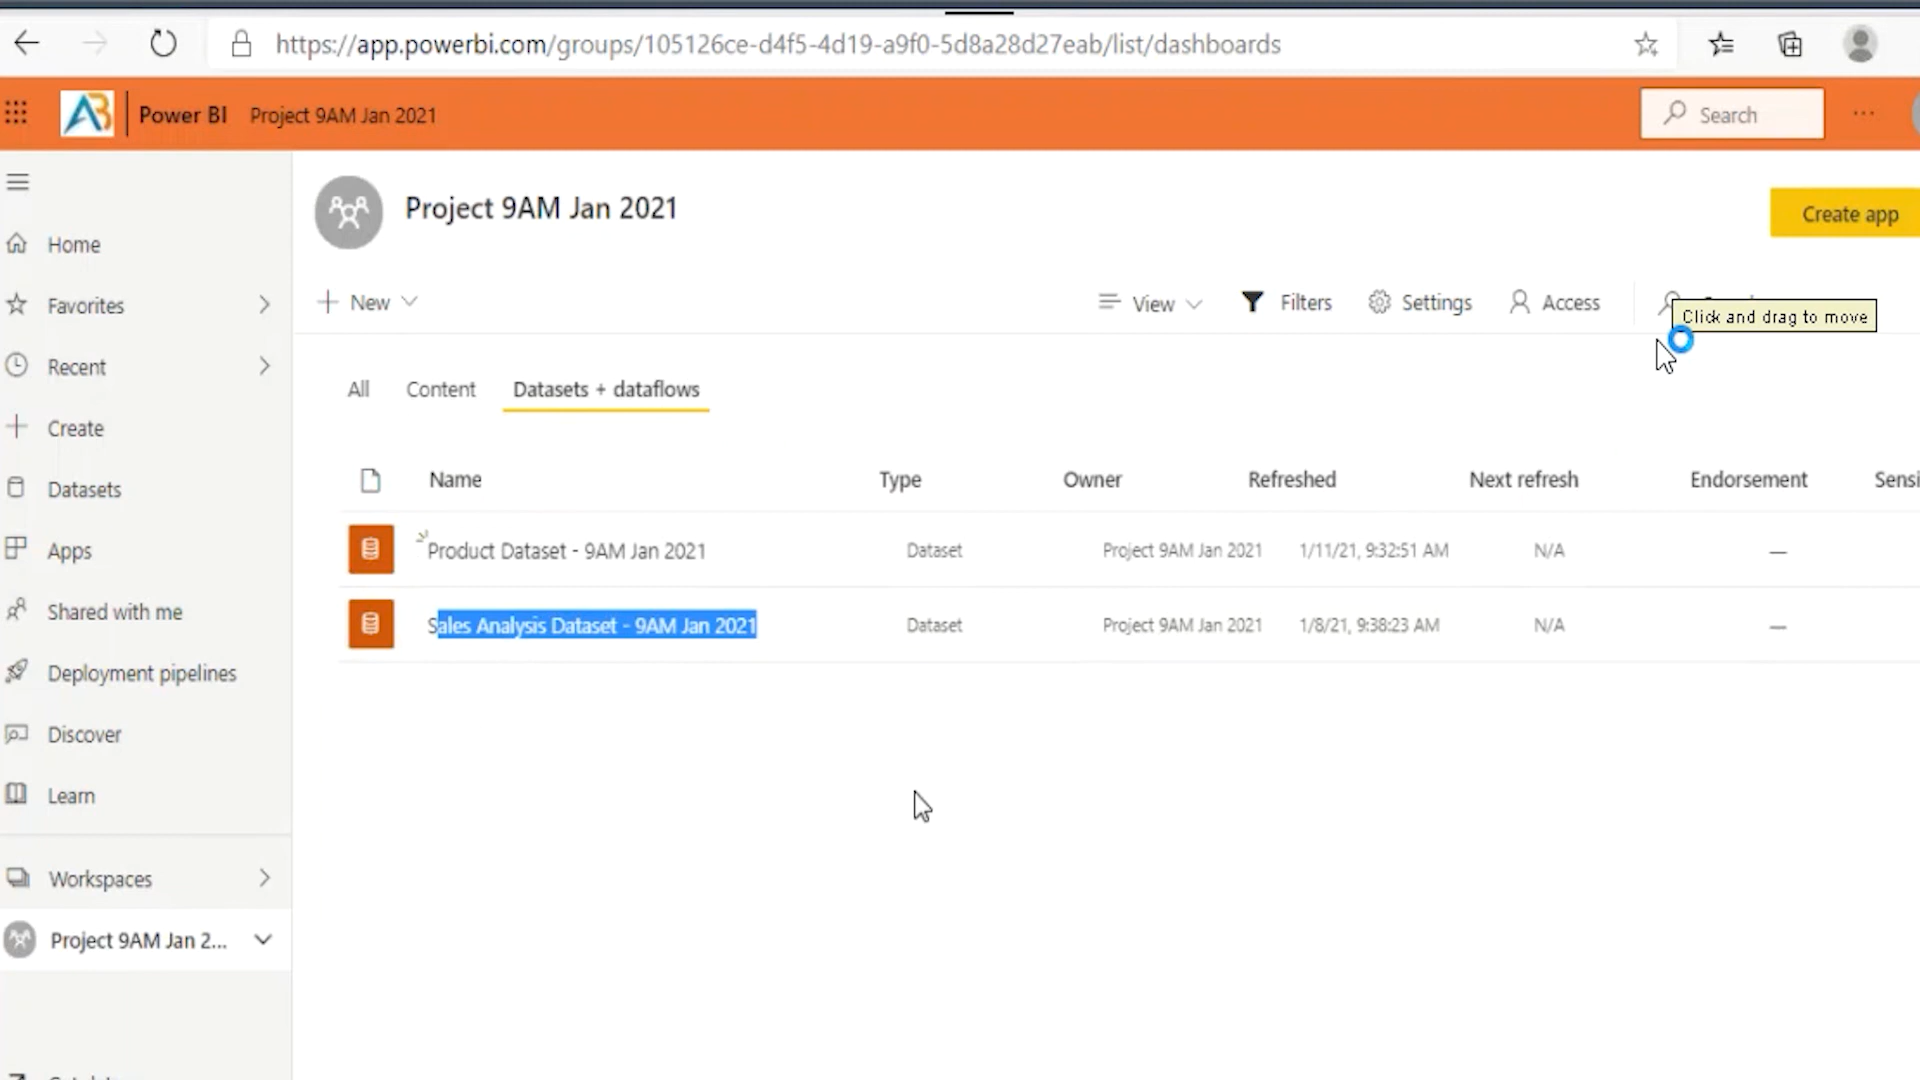 https://app.powerbi.com/groups/105126ce-d4f5-4d19-a9f0-5d8a28d27eab/list/dashboards
Power BI Project 9AM Jan 2021 Search
Project 9AM Jan 2021
Create app
Home
New View Filters Settings Access
Click and drag to move
Favorites
Recent
All Content Datasets + dataflows
Create
Name Type Owner Refreshed Next refresh Endorsement Sensi
Datasets
Product Dataset - 9AM Jan 2021 Dataset Project 9AM Jan 2021 1/11/21, 9:32:51 AM N/A —
Apps
Sales Analysis Dataset - 9AM Jan 2021 Dataset Project 9AM Jan 2021 1/8/21, 9:38:23 AM N/A —
Shared with me
Deployment pipelines
Discover
Learn
Workspaces
Project 9AM Jan 2...